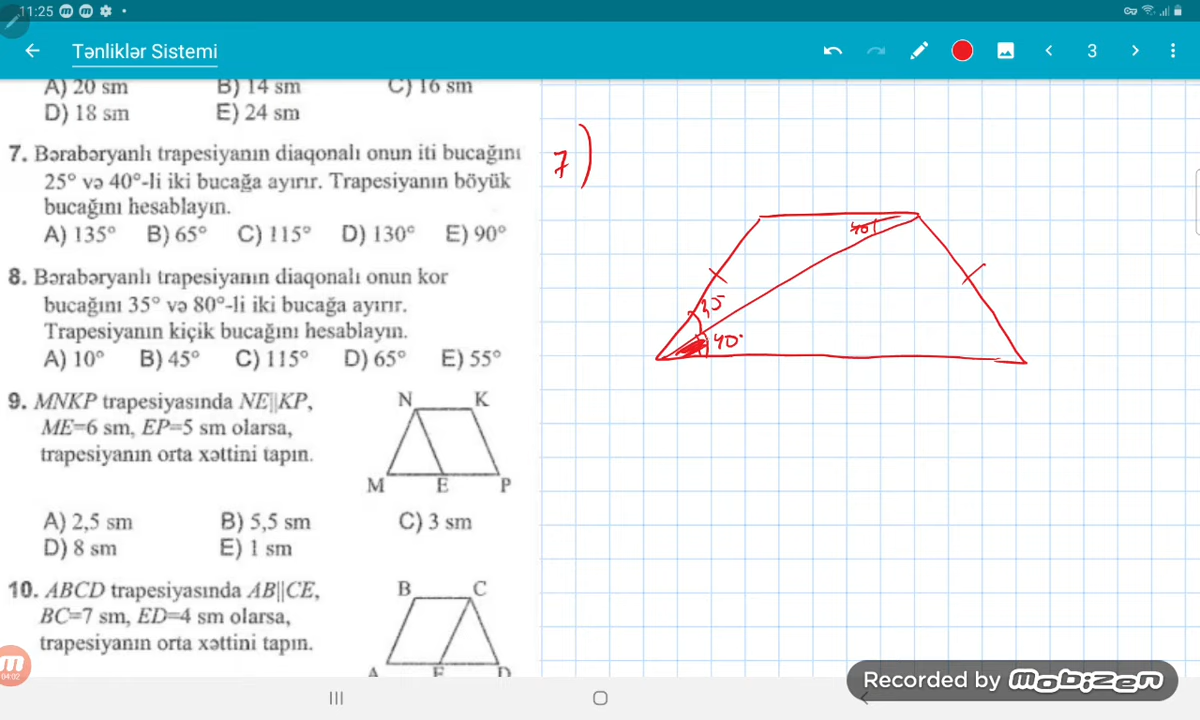 11:25
Tənliklər Sistemi
3
A) 20 sm B) 14 sm C) 16 sm
D) 18 sm E) 24 sm
7. Bərabəryanlı trapesiyanın diaqonalı onun iti bucağını
25° və 40°-li iki bucağa ayırır. Trapesiyanın böyük
bucağını hesablayın.
A) 135° B) 65° C) 115° D) 130° E) 90°
8. Bərabəryanlı trapesiyanın diaqonalı onun kor
bucağını 35° və 80°-li iki bucağa ayırır.
Trapesiyanın kiçik bucağını hesablayın.
A) 10° B) 45° C) 115° D) 65° E) 55°
9. MNKP trapesiyasında NE||KP,
ME=6 sm, EP=5 sm olarsa,
trapesiyanın orta xəttini tapın.
N K
M E P
A) 2,5 sm B) 5,5 sm C) 3 sm
D) 8 sm E) 1 sm
10. ABCD trapesiyasında AB||CE,
BC=7 sm, ED=4 sm olarsa,
trapesiyanın orta xəttini tapın.
B C
A E D
7)
40
25
40°
04:02
Recorded by mobizen